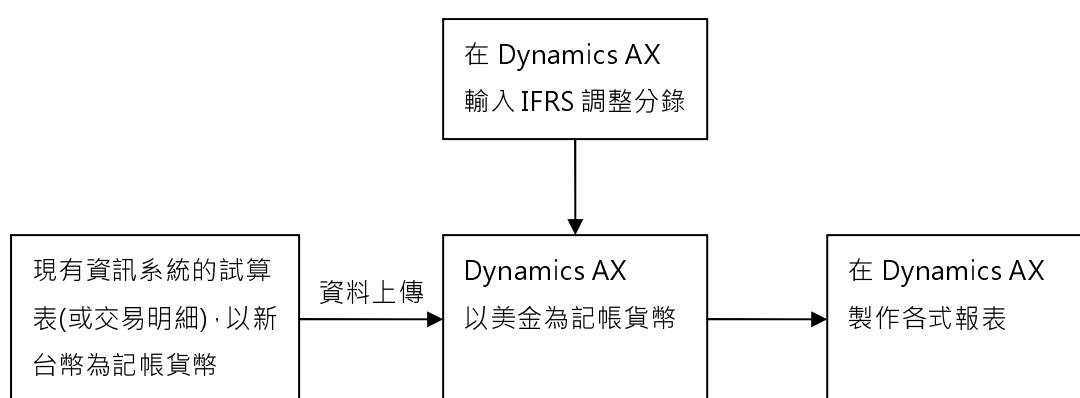 在 Dynamics AX
輸入 IFRS 調整分錄
現有資訊系統的試算
表(或交易明細)，以新
台幣為記帳貨幣
資料上傳
Dynamics AX
以美金為記帳貨幣
在 Dynamics AX
製作各式報表